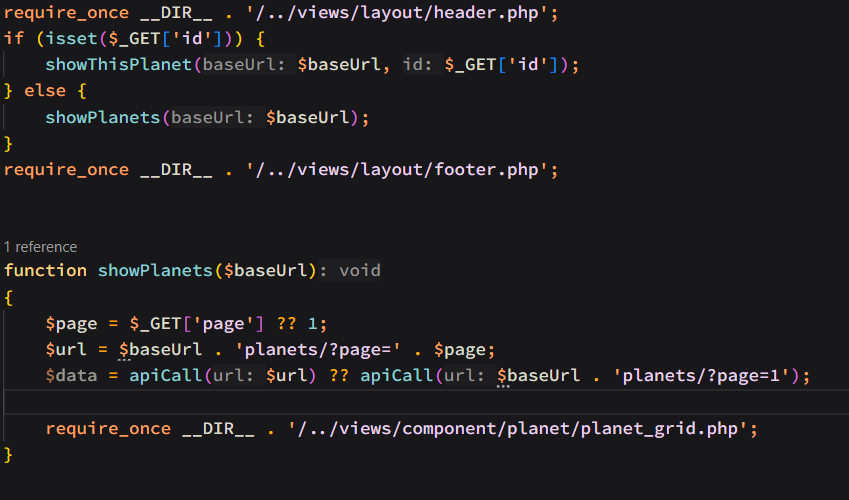 require_once __DIR__ . '/../views/layout/header.php';
if (isset($_GET['id'])) {
    showThisPlanet(baseUrl: $baseUrl, id: $_GET['id']);
} else {
    showPlanets(baseUrl: $baseUrl);
}
require_once __DIR__ . '/../views/layout/footer.php';
1 reference
function showPlanets($baseUrl): void
{
    $page = $_GET['page'] ?? 1;
    $url = $baseUrl . 'planets/?page=' . $page;
    $data = apiCall(url: $url) ?? apiCall(url: $baseUrl . 'planets/?page=1');
    require_once __DIR__ . '/../views/component/planet/planet_grid.php';
}